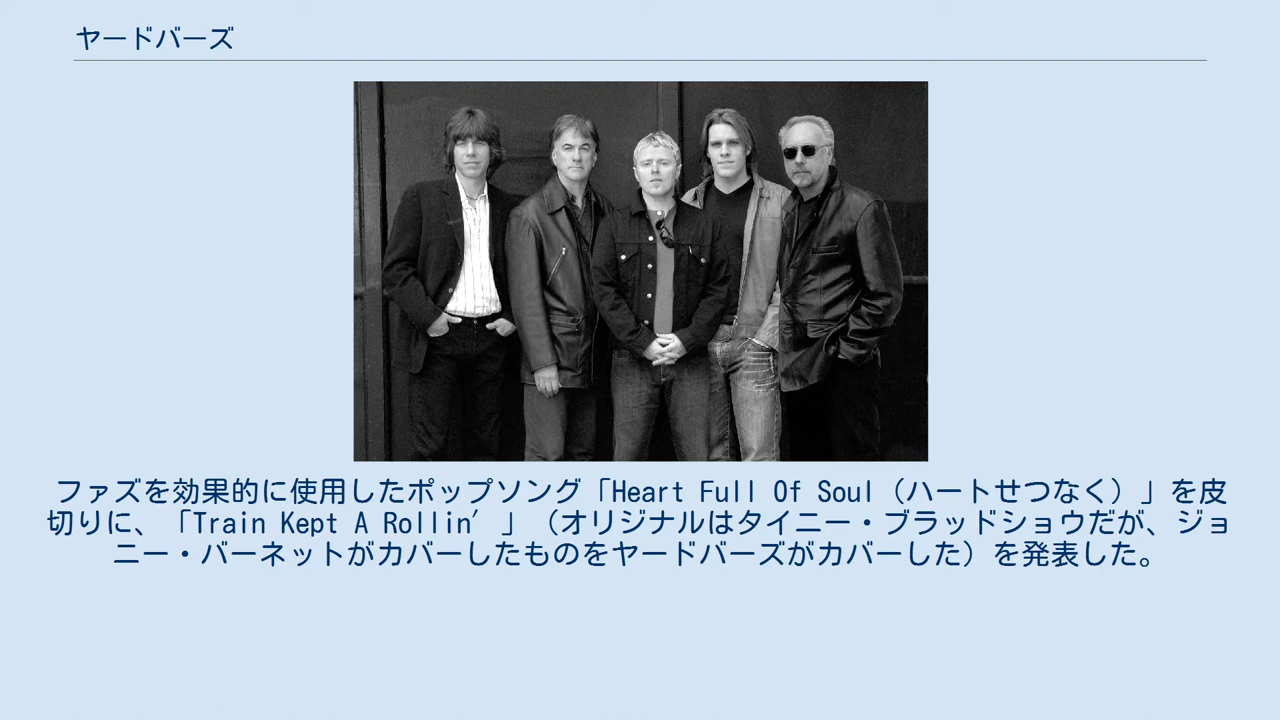 ヤードバーズ
ファズを効果的に使用したポップソング「Heart Full Of Soul（ハートせつなく）」を皮
切りに、「Train Kept A Rollin′」（オリジナルはタイニー・ブラッドショウだが、ジョ
ニー・バーネットがカバーしたものをヤードバーズがカバーした）を発表した。